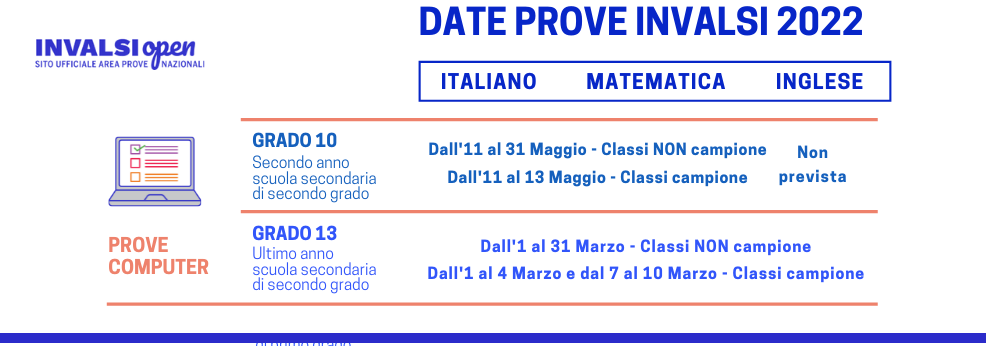 DATE PROVE INVALSI 2022
INVALSI open
SITO UFFICIALE AREA PROVE NAZIONALI
ITALIANO MATEMATICA INGLESE
GRADO 10
Secondo anno
scuola secondaria
di secondo grado
Dall'11 al 31 Maggio - Classi NON campione
Dall'11 al 13 Maggio - Classi campione
Non
prevista
PROVE
COMPUTER
GRADO 13
Ultimo anno
scuola secondaria
di secondo grado
Dall'1 al 31 Marzo - Classi NON campione
Dall'1 al 4 Marzo e dal 7 al 10 Marzo - Classi campione